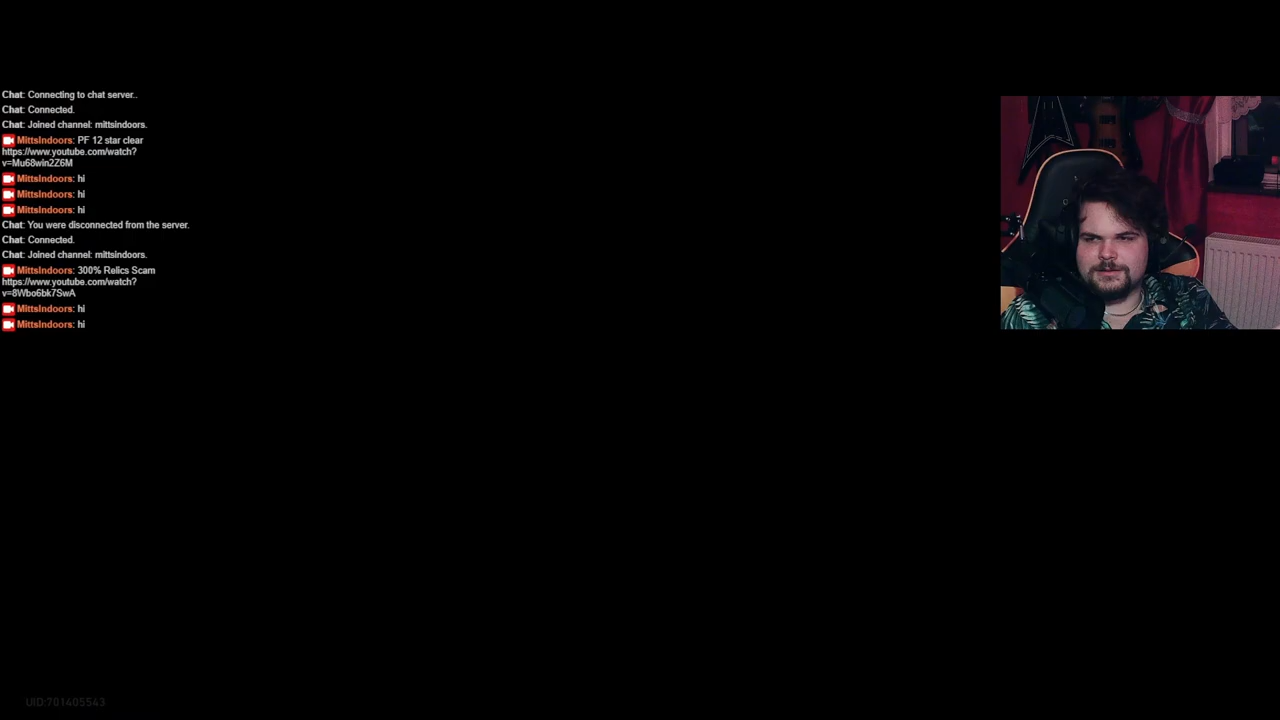 Chat: Connecting to chat server..
Chat: Connected.
Chat: Joined channel: mittsindoors.
MittsIndoors: PF 12 star clear
https://www.youtube.com/watch?
v=Mu68win2Z6M
MittsIndoors: hi
MittsIndoors: hi
MittsIndoors: hi
Chat: You were disconnected from the server.
Chat: Connected.
Chat: Joined channel: mittsindoors.
MittsIndoors: 300% Relics Scam
https://www.youtube.com/watch?
v=8Wbo6bk7SwA
MittsIndoors: hi
MittsIndoors: hi
UID:701405543